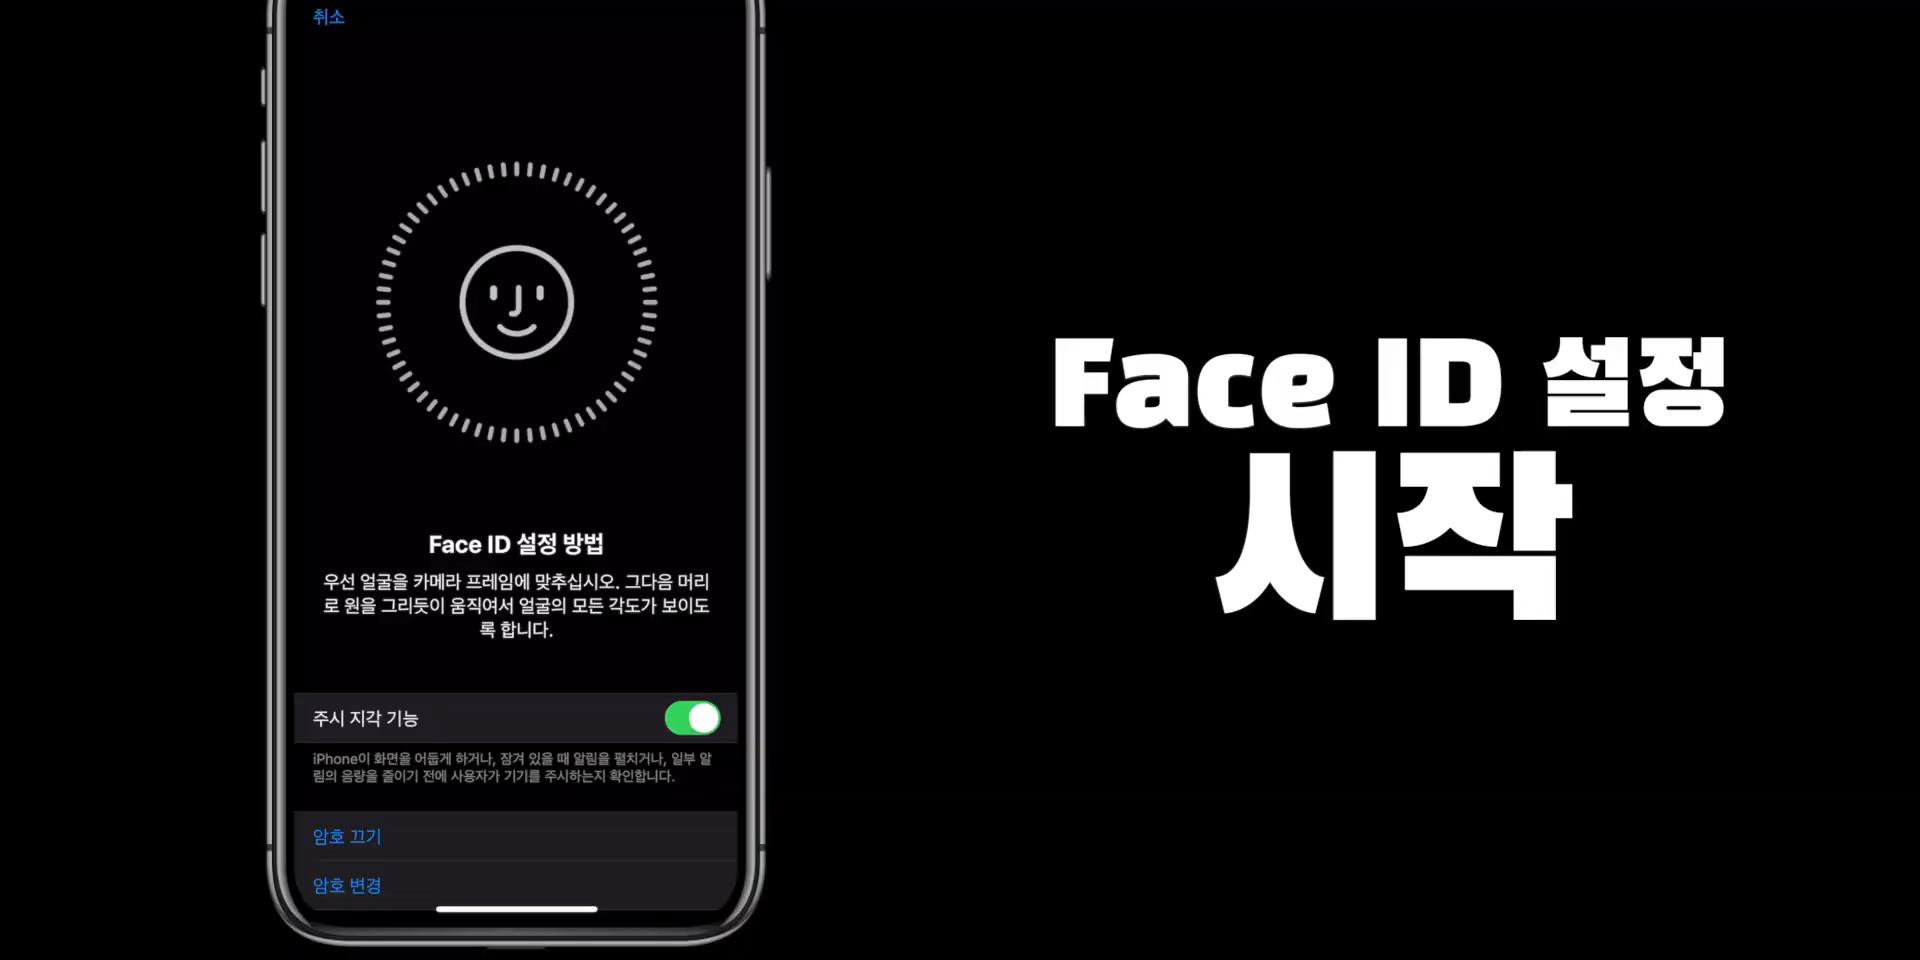 취소
Face ID 설정 방법
우선 얼굴을 카메라 프레임에 맞추십시오. 그다음 머리
로 원을 그리듯이 움직여서 얼굴의 모든 각도가 보이도
록 합니다.
주시 지각 기능
iPhone이 화면을 어둡게 하거나, 잠겨 있을 때 알림을 펼치거나, 일부 알
림의 음량을 줄이기 전에 사용자가 기기를 주시하는지 확인합니다.
암호 끄기
암호 변경
Face ID 설정
시작